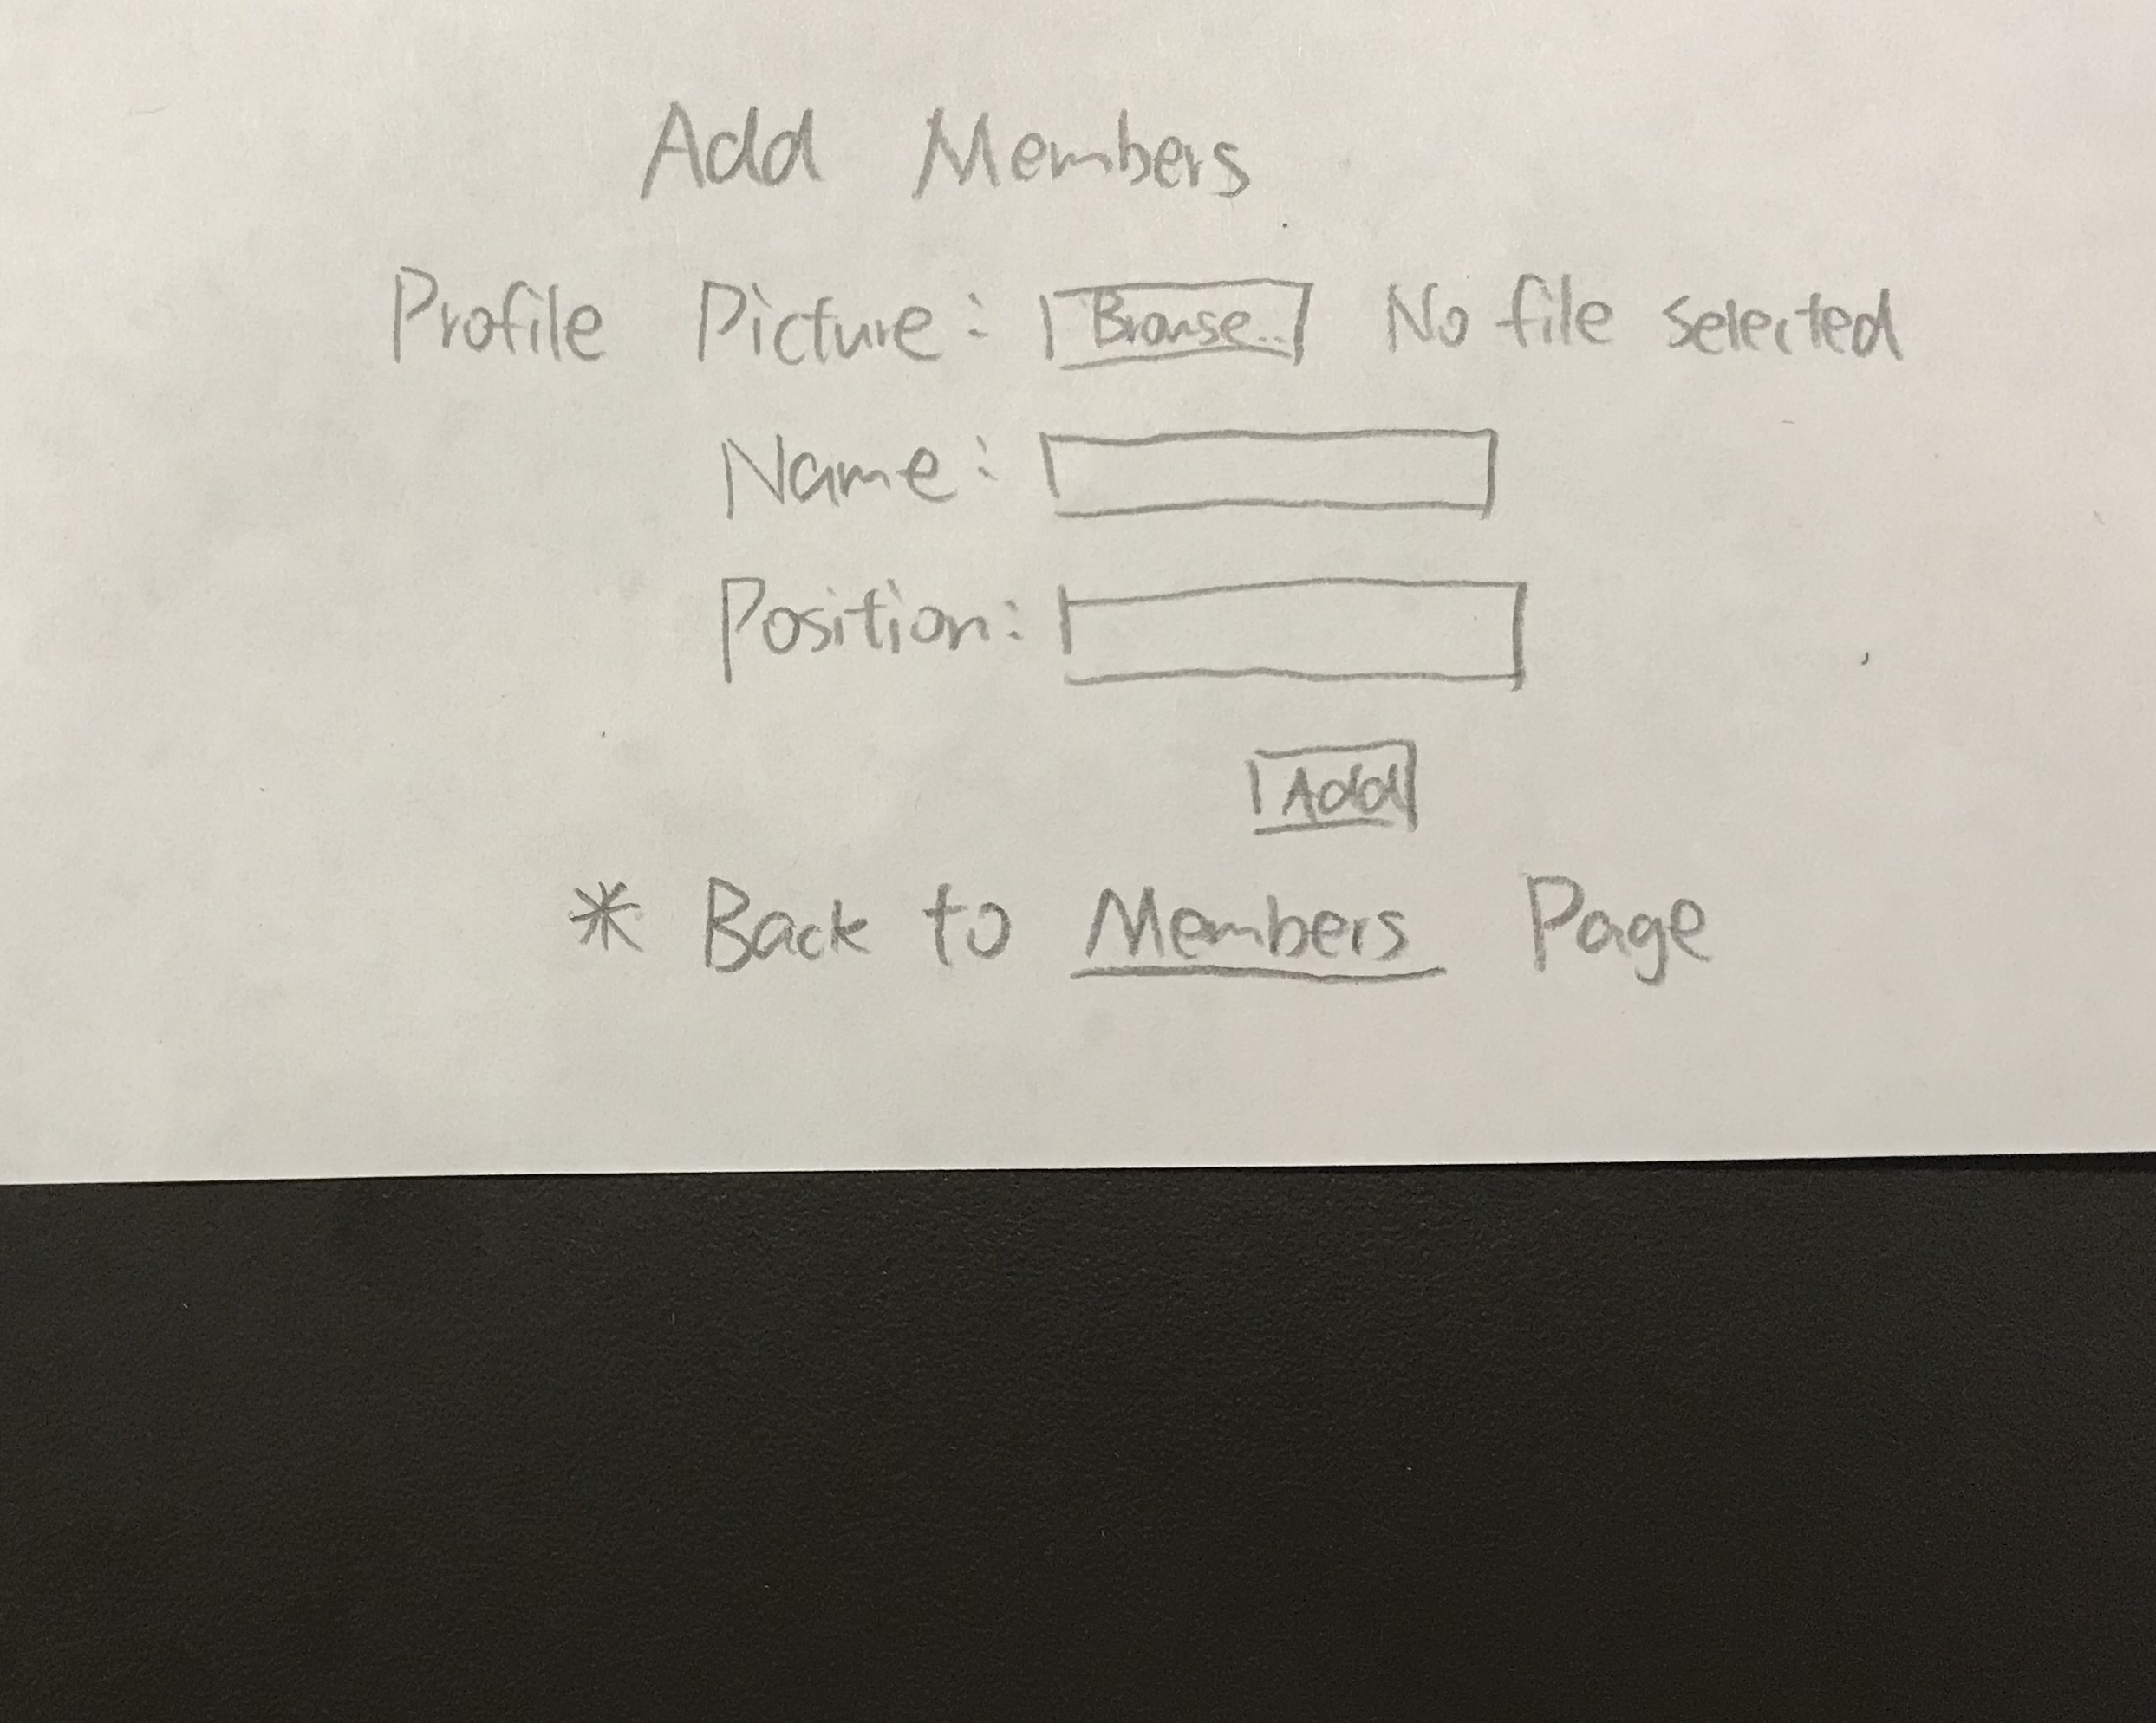 Add Members
Profile Picture: Browse.. No file selected
Name:
Position:
Add
* Back to Members Page